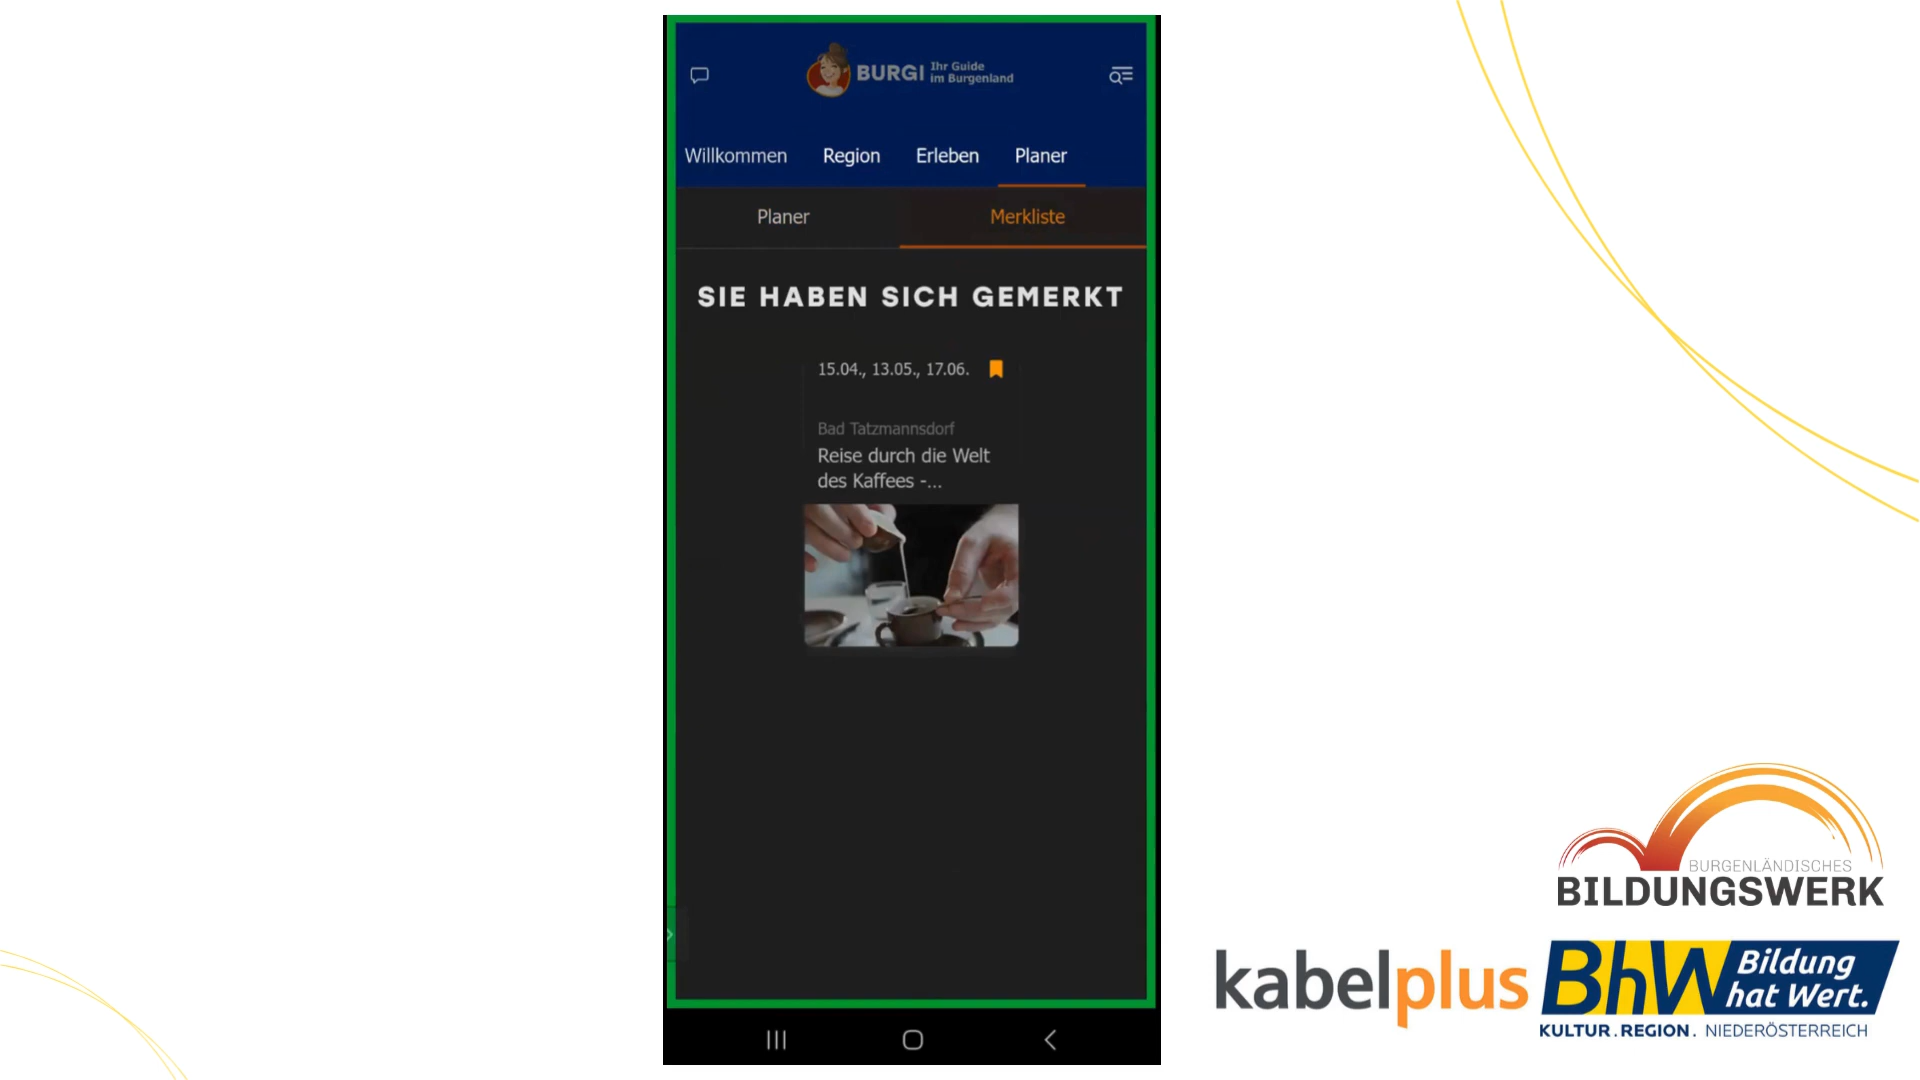 BURGI Ihr Guide
im Burgenland
Willkommen Region Erleben Planer
Planer Merkliste
SIE HABEN SICH GEMERKT
15.04., 13.05., 17.06.
Bad Tatzmannsdorf
Reise durch die Welt
des Kaffees -...
BURGENLÄNDISCHES
BILDUNGSWERK
kabelplus
BhW Bildung
hat Wert.
KULTUR.REGION. NIEDERÖSTERREICH